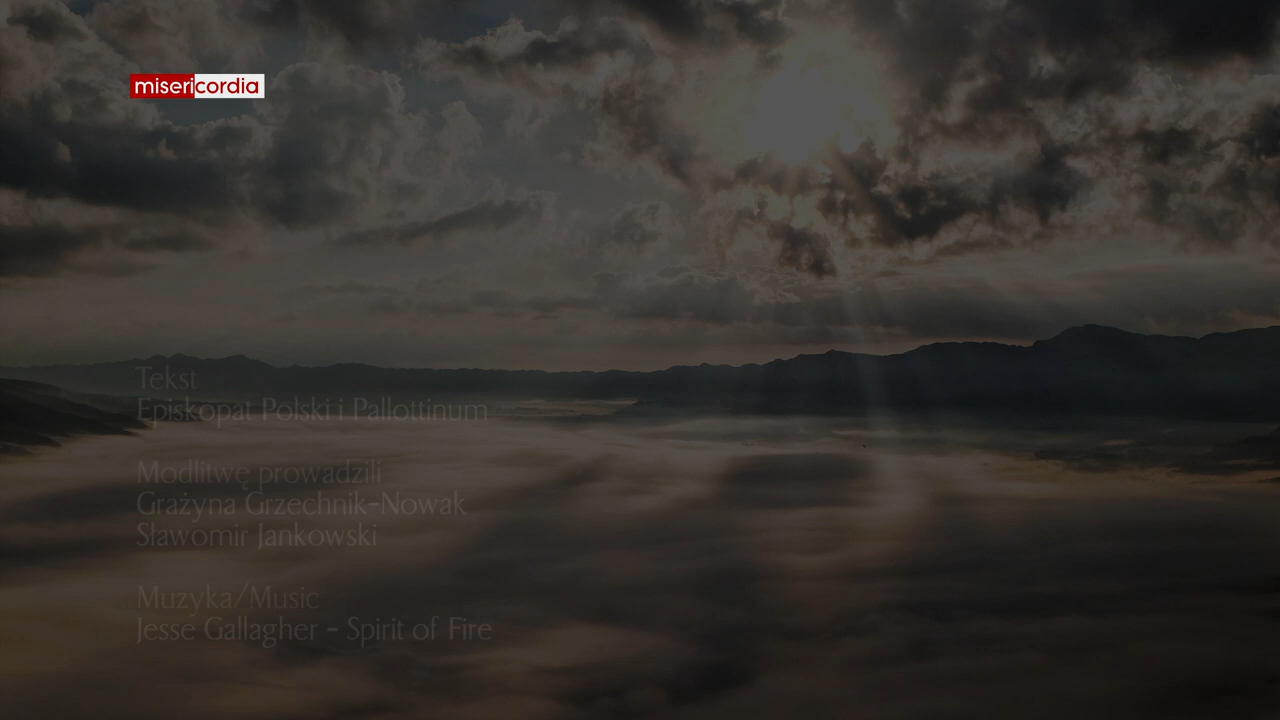 misericordia
Tekst
Episkopat Polski i Pallottinum
Modlitwę prowadzili
Grażyna Grzechnik-Nowak
Sławomir Jankowski
Muzyka/Music
Jesse Gallagher - Spirit of Fire